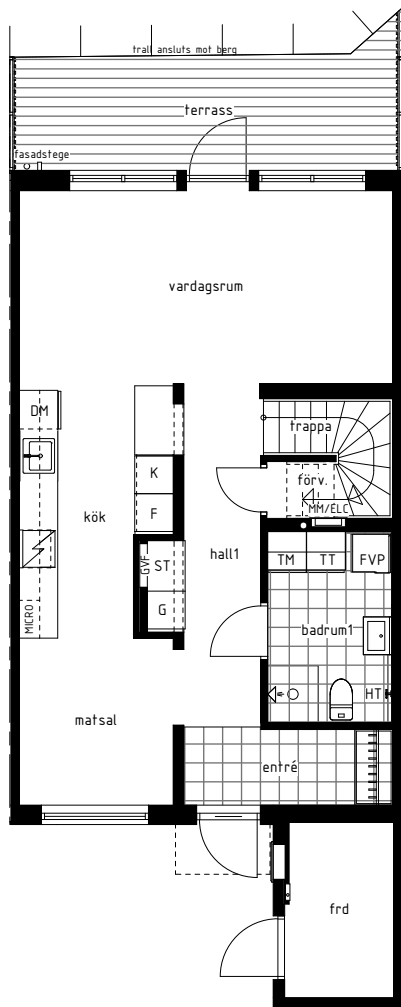 trall ansluts mot berg
terrass
fasadstege
vardagsrum
DM
trappa
K
förv.
F
MM/ELC
kök
hall1
GVF
ST
TM
TT
FVP
G
MICRO
badrum1
HT
matsal
entré
frd